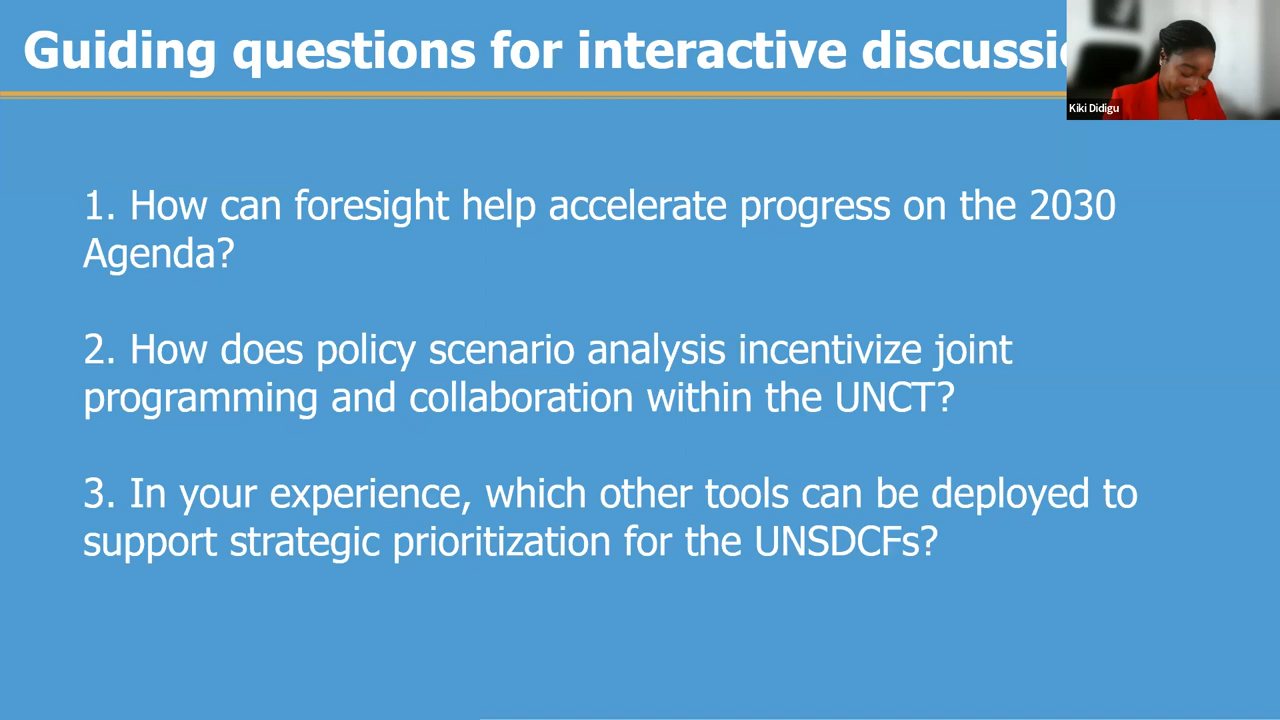 Guiding questions for interactive
Kiki Didigu
1. How can foresight help accelerate progress on the 2030
Agenda?
2. How does policy scenario analysis incentivize joint
programming and collaboration within the UNCT?
3. In your experience, which other tools can be deployed to
support strategic prioritization for the UNSDCFs?